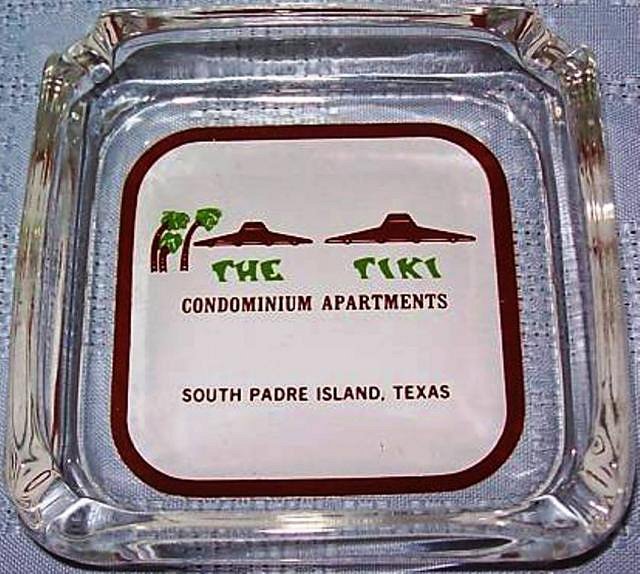 THE TIKI
CONDOMINIUM APARTMENTS
SOUTH PADRE ISLAND, TEXAS